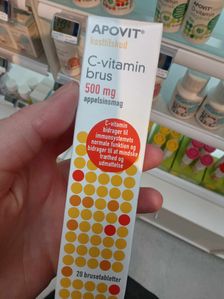 APOVIT®
kosttilskud
C-vitamin
brus
500 mg
appelsinsmag
C-vitamin
bidrager til
immunsystemets
normale funktion og
bidrager til at mindske
træthed og
udmattelse
20 brusetabletter